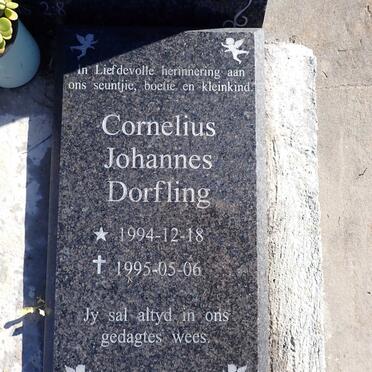 In Liefdevolle herinnering aan
ons seuntjie, boetie en kleinkind.
Cornelius
Johannes
Dorfling
★ 1994-12-18
✝ 1995-05-06
Jy sal altyd in ons
gedagtes wees.